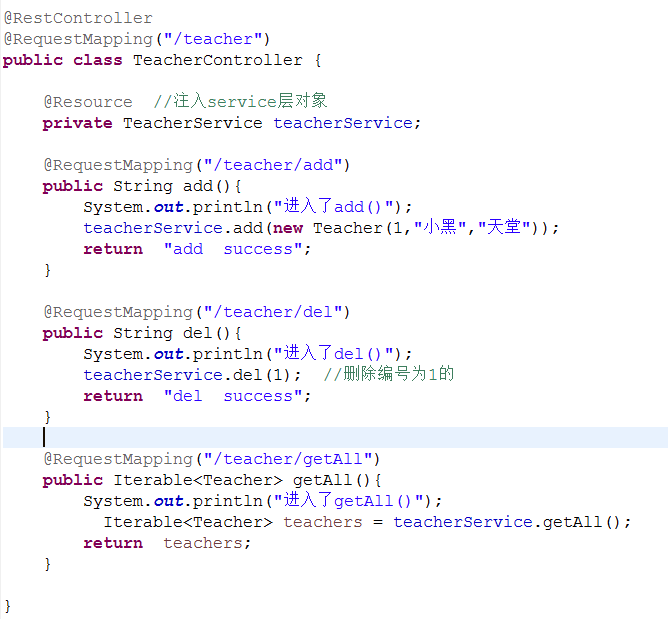 @RestController
@RequestMapping("/teacher")
public class TeacherController {
@Resource  //注入service层对象
private TeacherService teacherService;
@RequestMapping("/teacher/add")
public String add(){
System.out.println("进入了add()");
teacherService.add(new Teacher(1,"小黑","天堂"));
return  "add  success";
}
@RequestMapping("/teacher/del")
public String del(){
System.out.println("进入了del()");
teacherService.del(1);  //删除编号为1的
return  "del  success";
}
@RequestMapping("/teacher/getAll")
public Iterable<Teacher> getAll(){
System.out.println("进入了getAll()");
Iterable<Teacher> teachers = teacherService.getAll();
return  teachers;
}
}